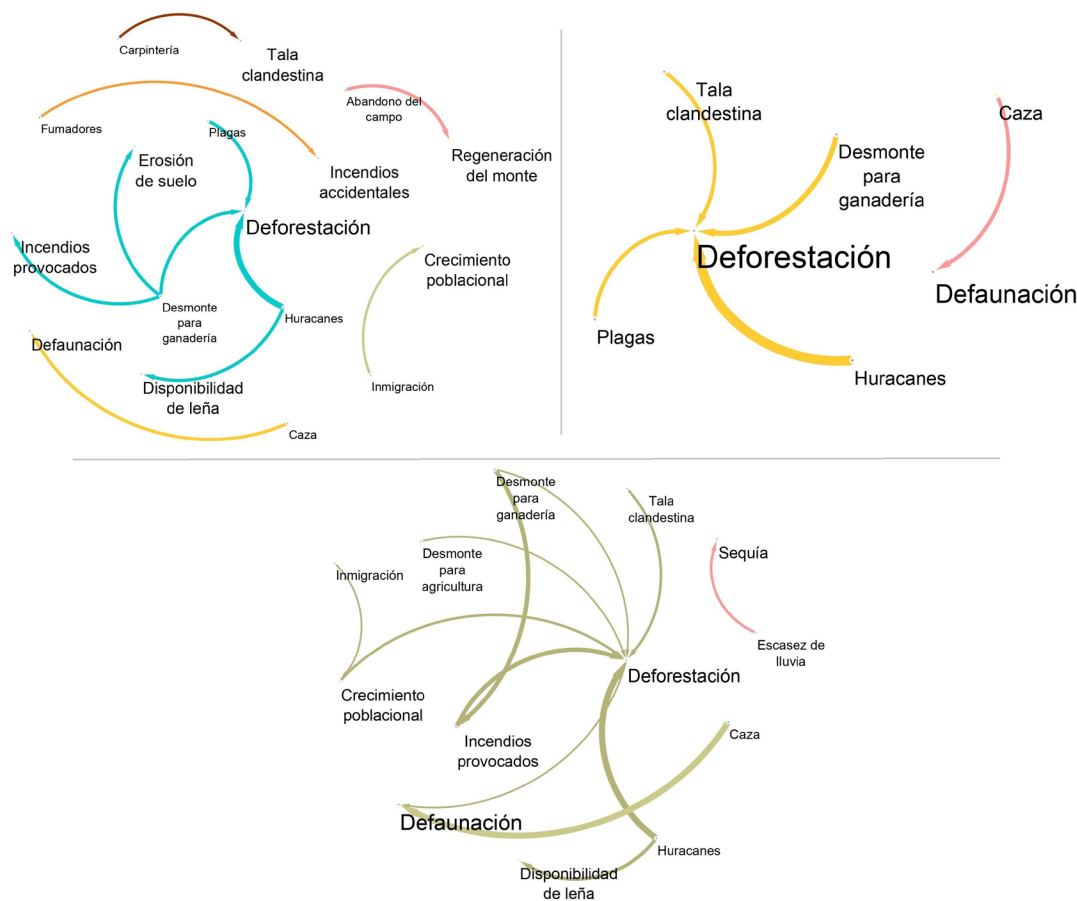 Carpintería
Tala
clandestina
Fumadores
Plagas
Abandono del
campo
Erosión
de suelo
Incendios
accidentales
Regeneración
del monte
Deforestación
Incendios
provocados
Crecimiento
poblacional
Desmonte
para
ganadería
Huracanes
Defaunación
Disponibilidad
de leña
Inmigración
Caza
Tala
clandestina
Caza
Desmonte
para
ganadería
Deforestación
Defaunación
Plagas
Huracanes
Desmonte
para
ganadería
Tala
clandestina
Inmigración
Desmonte
para
agricultura
Sequía
Escasez de
lluvia
Deforestación
Crecimiento
poblacional
Incendios
provocados
Caza
Defaunación
Huracanes
Disponibilidad
de leña